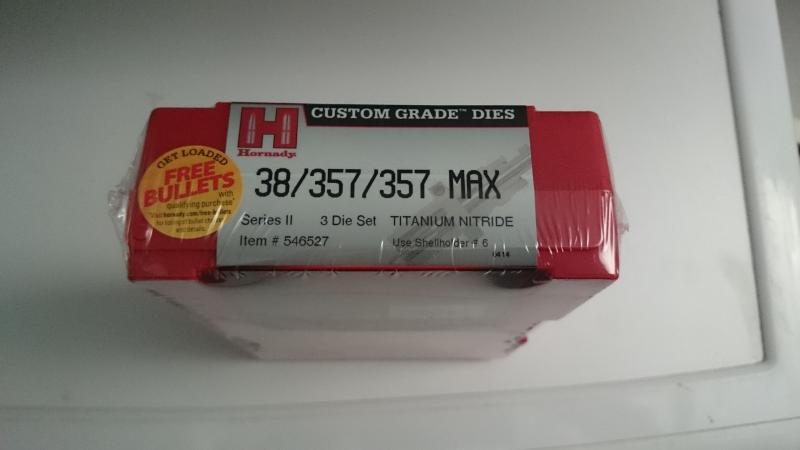 CUSTOM GRADE™ DIES
H
Hornady
GET LOADED
FREE
BULLETS
with
qualifying purchase*
38/357/357 MAX
Series II 3 Die Set TITANIUM NITRIDE
Item # 546527 Use Shellholder # 6
0414